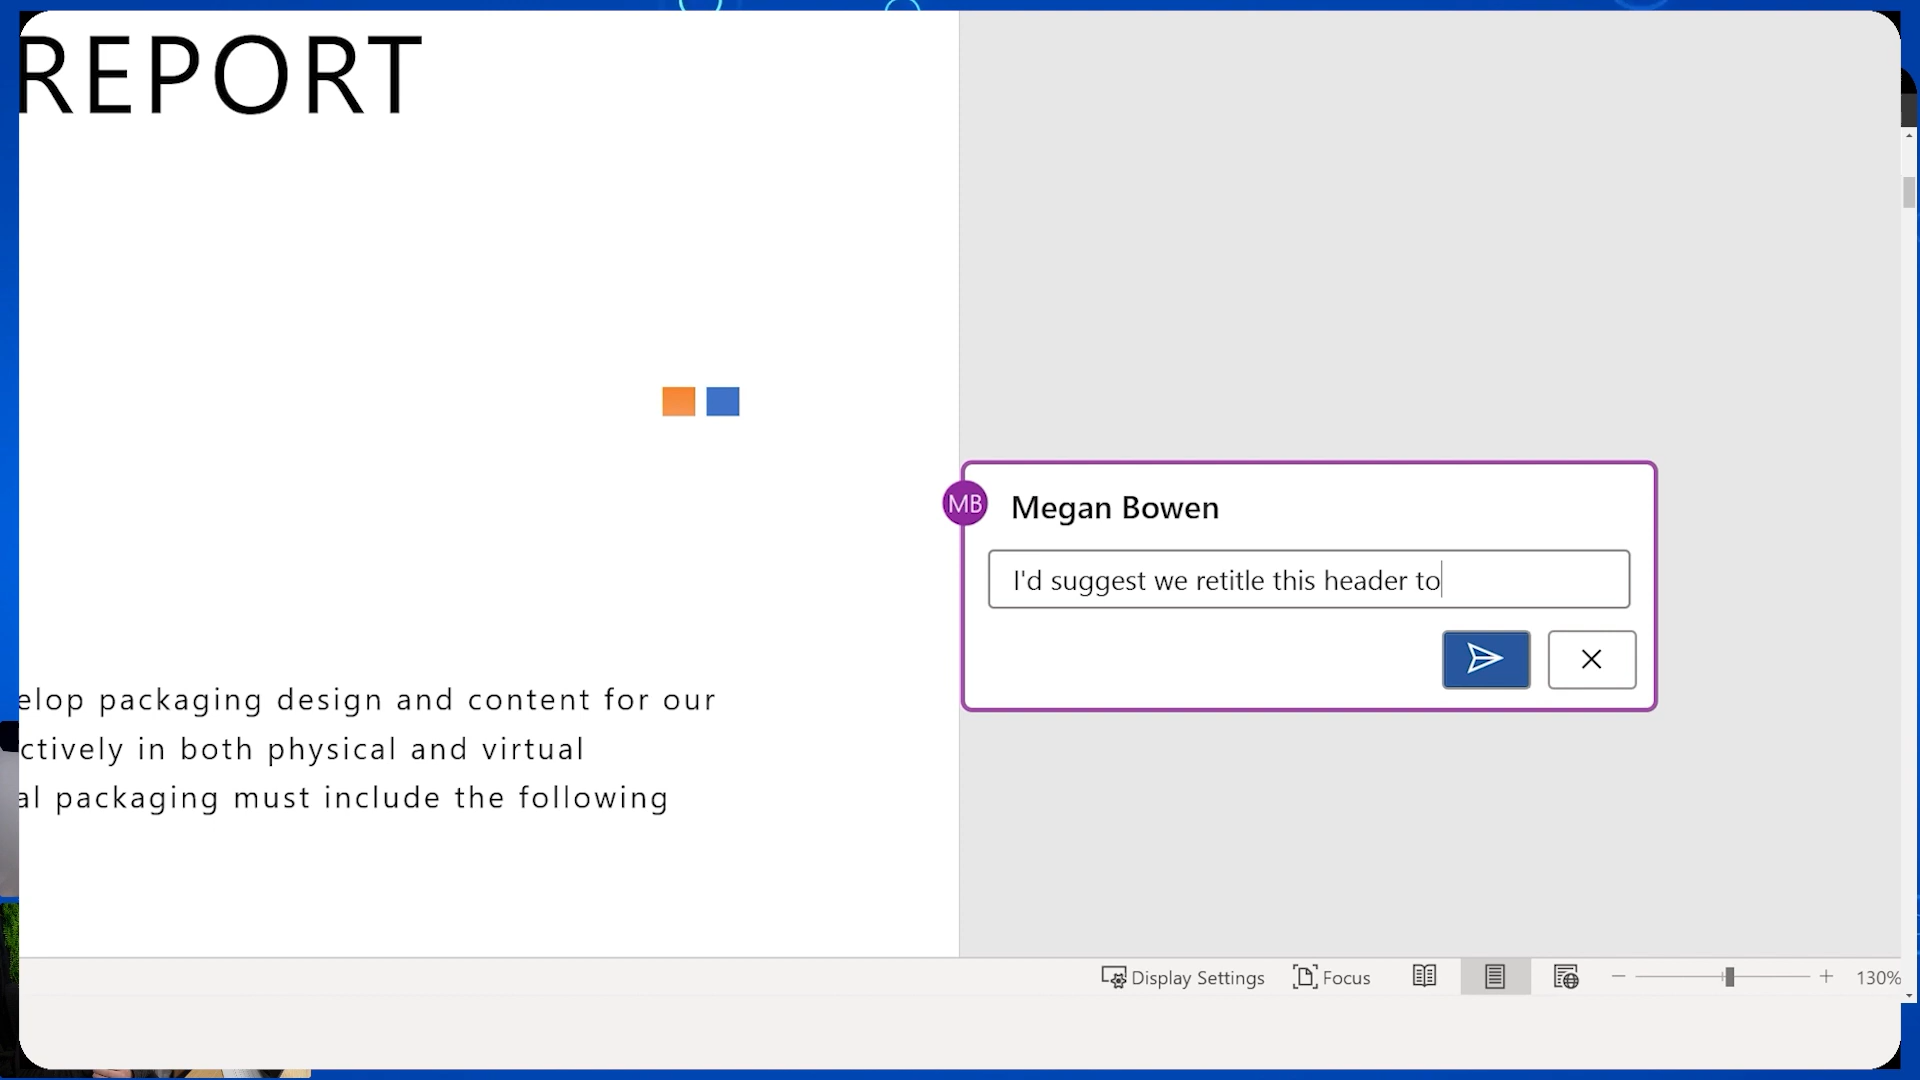 REPORT
MB
Megan Bowen
I'd suggest we retitle this header to
elop packaging design and content for our
ctively in both physical and virtual
al packaging must include the following
Display Settings
Focus
130%